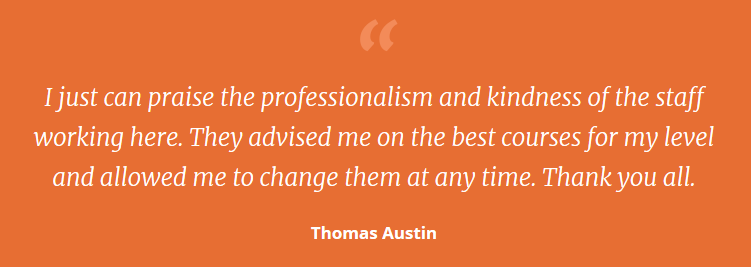 “
I just can praise the professionalism and kindness of the staff
working here. They advised me on the best courses for my level
and allowed me to change them at any time. Thank you all.
Thomas Austin